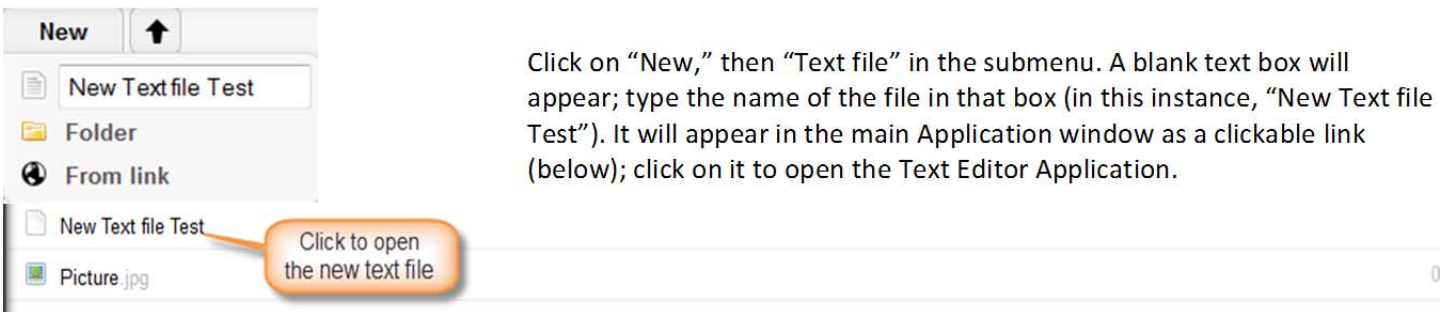 New
New Text file Test
Folder
From link
Click on “New,” then “Text file” in the submenu. A blank text box will
appear; type the name of the file in that box (in this instance, “New Text file
Test”). It will appear in the main Application window as a clickable link
(below); click on it to open the Text Editor Application.
New Text file Test
Click to open
the new text file
Picture.jpg
0